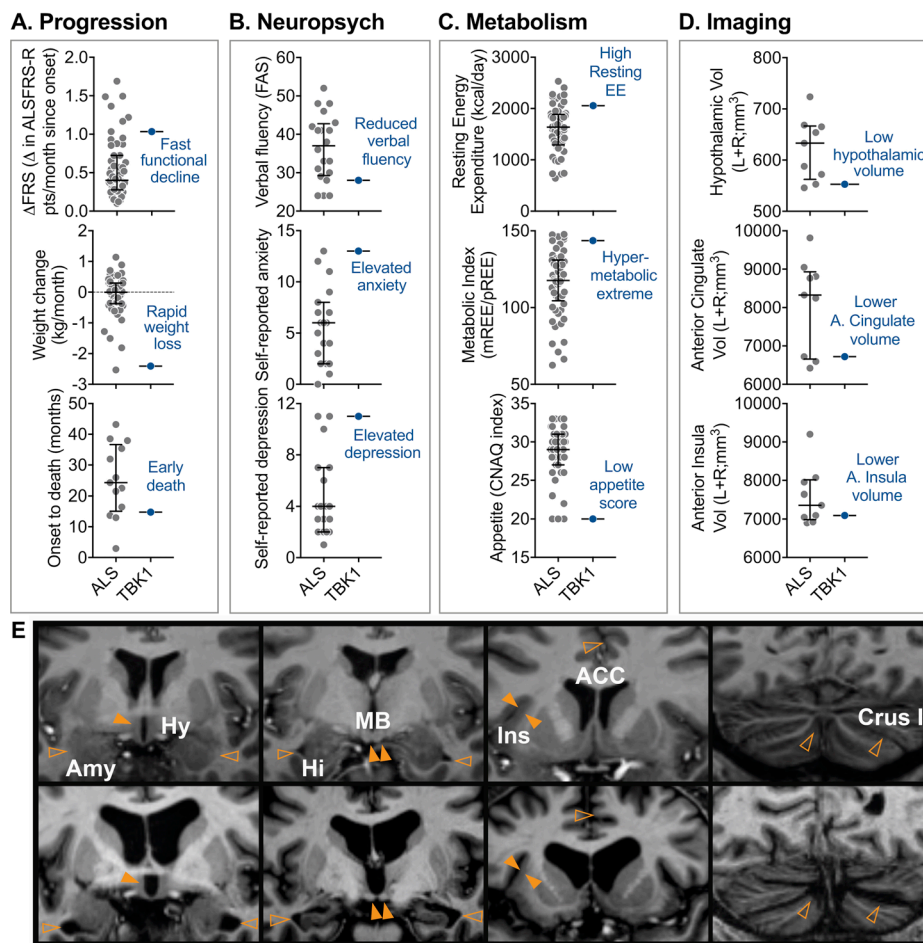 A. Progression
ΔFRS (Δ in ALSFRS-R
pts/month since onset)
2.0
1.5
1.0
0.5
0.0
Fast
functional
decline
Weight change
(kg/month)
2
1
0
-1
-2
-3
Rapid
weight
loss
Onset to death (months)
50
40
30
20
10
0
Early
death
ALS
TBK1
B. Neuropsych
Verbal fluency (FAS)
60
50
40
30
20
Reduced
verbal
fluency
Self-reported anxiety
15
10
5
0
Elevated
anxiety
Self-reported depression
12
8
4
0
Elevated
depression
ALS
TBK1
C. Metabolism
Resting Energy
Expenditure (kcal/day)
3000
2000
1000
0
High
Resting
EE
Metabolic Index
(mREE/pREE)
150
100
50
Hyper-
metabolic
extreme
Appetite (CNAQ index)
35
30
25
20
15
Low
appetite
score
ALS
TBK1
D. Imaging
Hypothalamic Vol
(L+R;mm³)
800
700
600
500
Low
hypothalamic
volume
Anterior Cingulate
Vol (L+R;mm³)
10000
9000
8000
7000
6000
Lower
A. Cingulate
volume
Anterior Insula
Vol (L+R;mm³)
10000
9000
8000
7000
6000
Lower
A. Insula
volume
ALS
TBK1
E
Hy
Amy
MB
Hi
ACC
Ins
Crus I